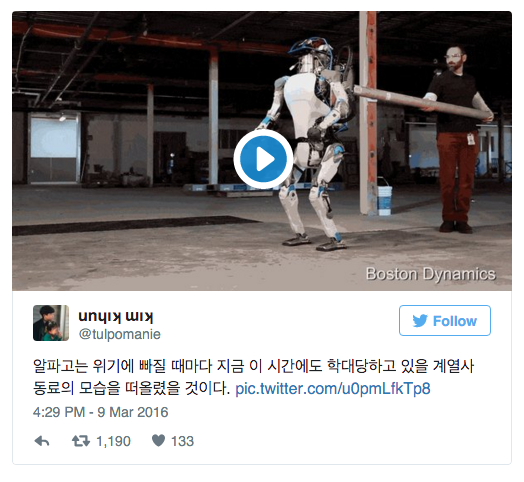 Boston Dynamics
unɥıʞ ɯıʞ
@tulpomanie
Follow
알파고는 위기에 빠질 때마다 지금 이 시간에도 학대당하고 있을 계열사
동료의 모습을 떠올렸을 것이다. pic.twitter.com/u0pmLfkTp8
4:29 PM - 9 Mar 2016
1,190 133